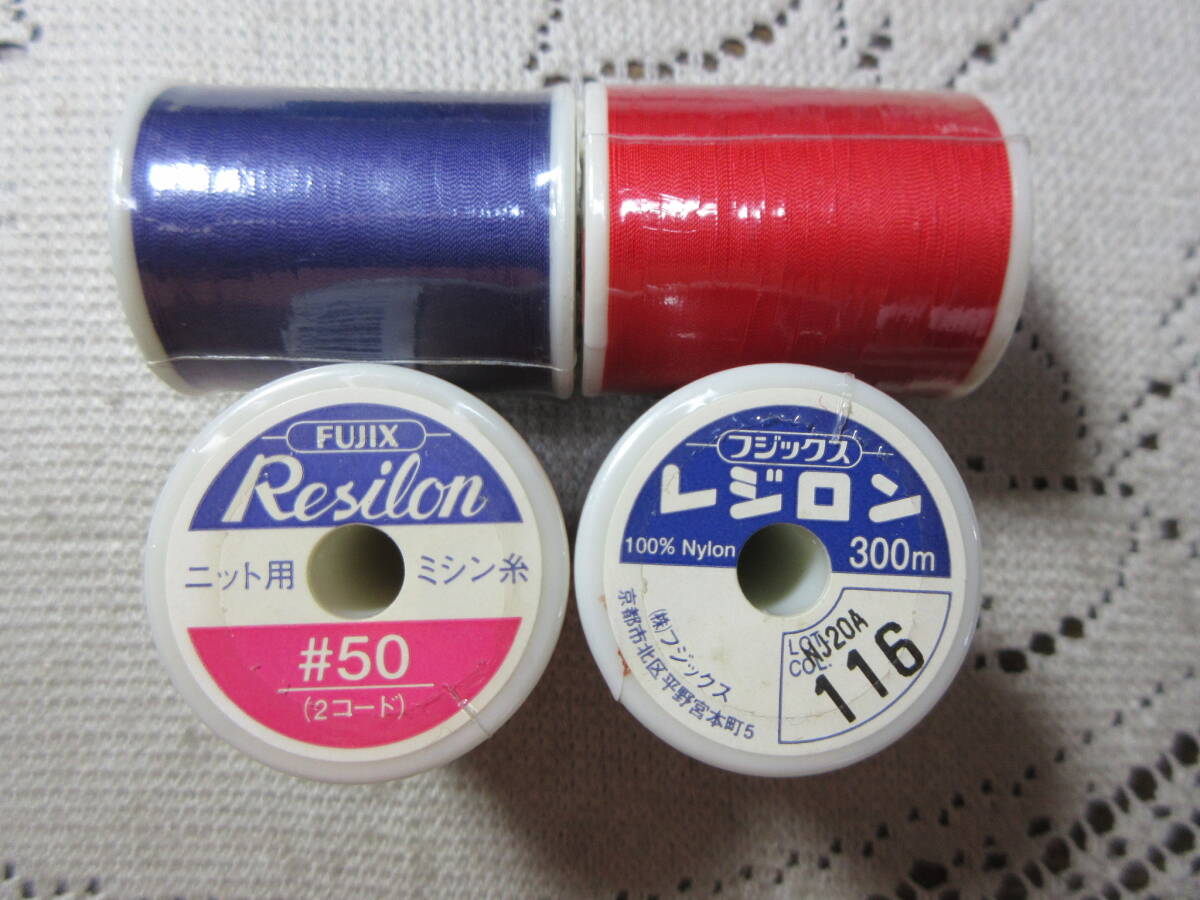 FUJIX
Resilon
ニット用 ミシン糸
#50
(2コード)
フジックス
レジロン
100% Nylon 300m
LOT. NJ20A
COL. 116
(株)フジックス
京都市北区平野宮本町5